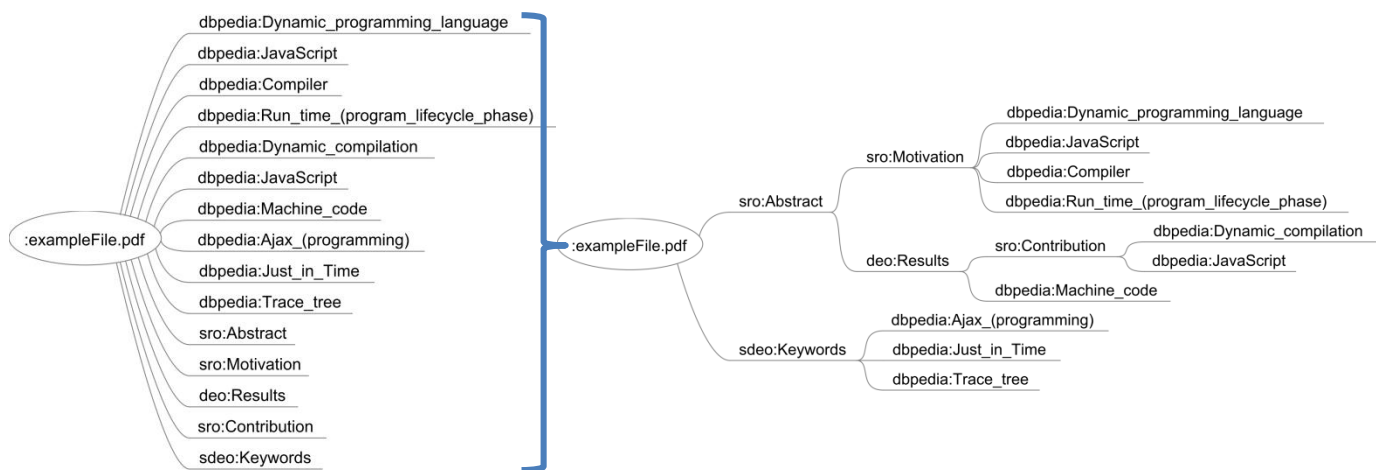 dbpedia:Dynamic_programming_language
dbpedia:JavaScript
dbpedia:Compiler
dbpedia:Run_time_(program_lifecycle_phase)
dbpedia:Dynamic_compilation
dbpedia:JavaScript
dbpedia:Machine_code
:exampleFile.pdf
dbpedia:Ajax_(programming)
dbpedia:Just_in_Time
dbpedia:Trace_tree
sro:Abstract
sro:Motivation
deo:Results
sro:Contribution
sdeo:Keywords
:exampleFile.pdf
sro:Abstract
sro:Motivation
dbpedia:Dynamic_programming_language
dbpedia:JavaScript
dbpedia:Compiler
dbpedia:Run_time_(program_lifecycle_phase)
deo:Results
sro:Contribution
dbpedia:Dynamic_compilation
dbpedia:JavaScript
dbpedia:Machine_code
sdeo:Keywords
dbpedia:Ajax_(programming)
dbpedia:Just_in_Time
dbpedia:Trace_tree